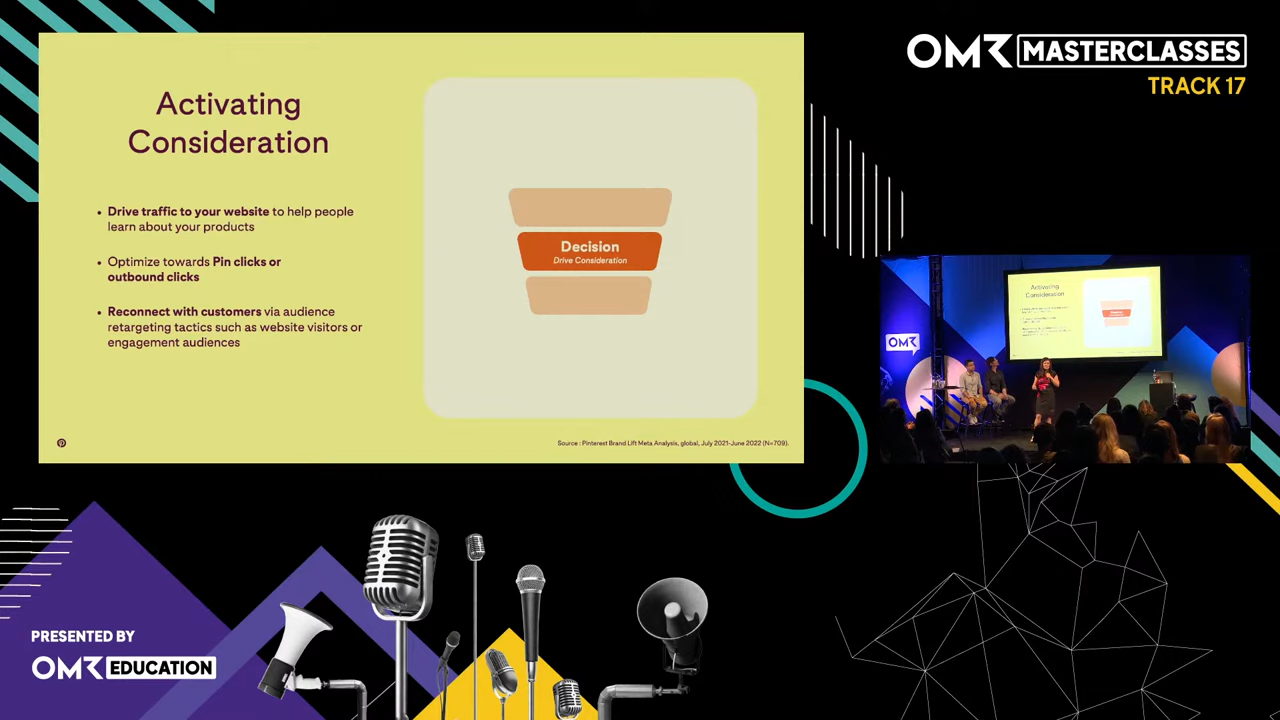 OMR MASTERCLASSES
TRACK 17
Activating
Consideration
• Drive traffic to your website to help people
learn about your products
• Optimize towards Pin clicks or
outbound clicks
• Reconnect with customers via audience
retargeting tactics such as website visitors or
engagement audiences
Decision
Drive Consideration
Source : Pinterest Brand Lift Meta Analysis, global, July 2021-June 2022 (N=709).
Activating
Consideration
OMR
PRESENTED BY
OMR EDUCATION